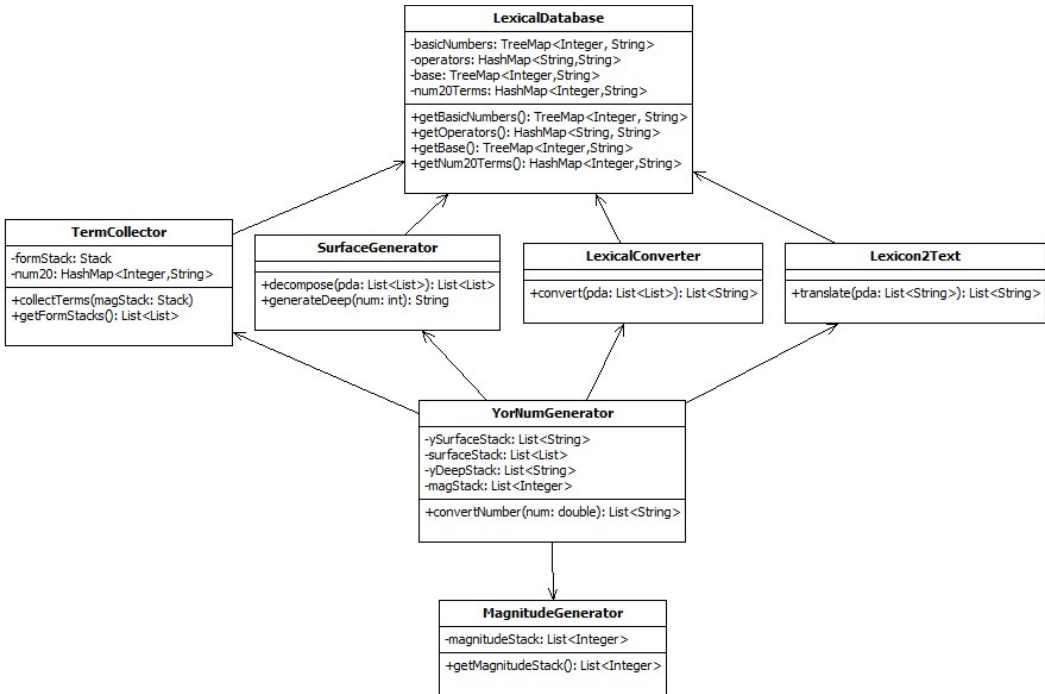 LexicalDatabase
-basicNumbers: TreeMap<Integer, String>
-operators: HashMap<String,String>
-base: TreeMap<Integer,String>
-num20Terms: HashMap<Integer,String>
+getBasicNumbers(): TreeMap<Integer, String>
+getOperators(): HashMap<String, String>
+getBase(): TreeMap<Integer,String>
+getNum20Terms(): HashMap<Integer,String>
TermCollector
-formStack: Stack
-num20: HashMap<Integer,String>
+collectTerms(magStack: Stack)
+getFormStacks(): List<List>
SurfaceGenerator
+decompose(pda: List<List>): List<List>
+generateDeep(num: int): String
LexicalConverter
+convert(pda: List<List>): List<String>
Lexicon2Text
+translate(pda: List<String>): List<String>
YorNumGenerator
-ySurfaceStack: List<String>
-surfaceStack: List<List>
-yDeepStack: List<String>
-magStack: List<Integer>
+convertNumber(num: double): List<String>
MagnitudeGenerator
-magnitudeStack: List<Integer>
+getMagnitudeStack(): List<Integer>